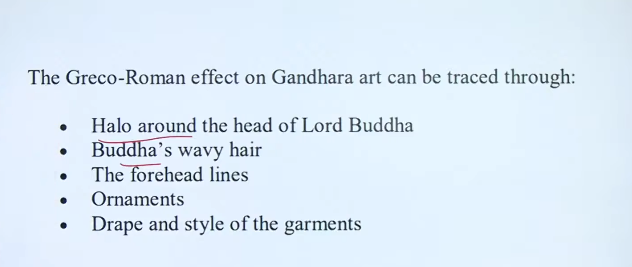 The Greco-Roman effect on Gandhara art can be traced through:
• Halo around the head of Lord Buddha
• Buddha's wavy hair
• The forehead lines
• Ornaments
• Drape and style of the garments